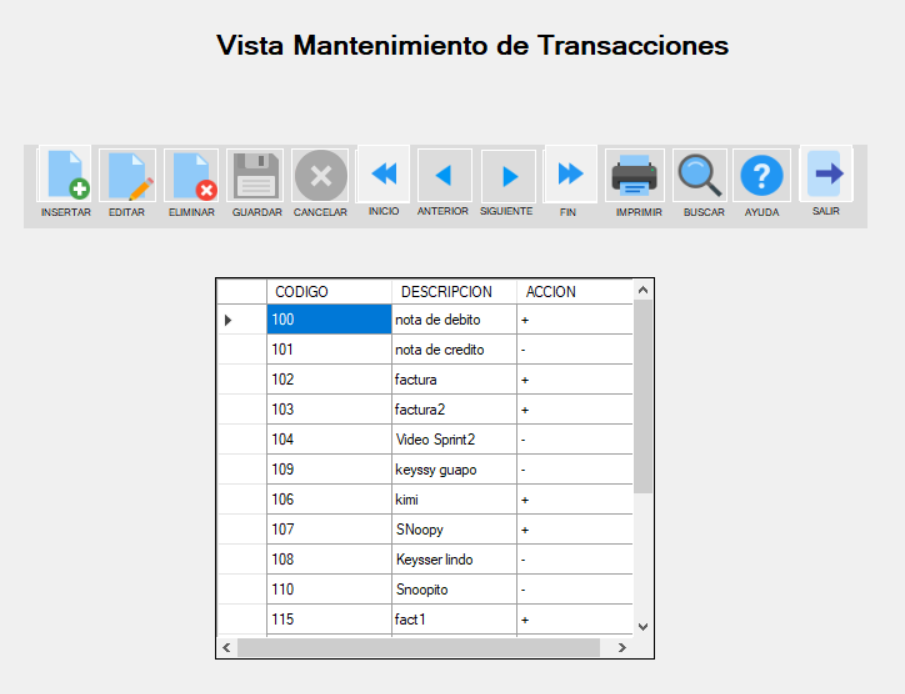 Vista Mantenimiento de Transacciones
INSERTAR EDITAR ELIMINAR GUARDAR CANCELAR INICIO ANTERIOR SIGUIENTE FIN IMPRIMIR BUSCAR AYUDA SALIR
CODIGO DESCRIPCION ACCION
100 nota de debito +
101 nota de credito -
102 factura +
103 factura2 +
104 Video Sprint2 -
109 keyssy guapo -
106 kimi +
107 SNoopy +
108 Keysser lindo -
110 Snoopito -
115 fact1 +